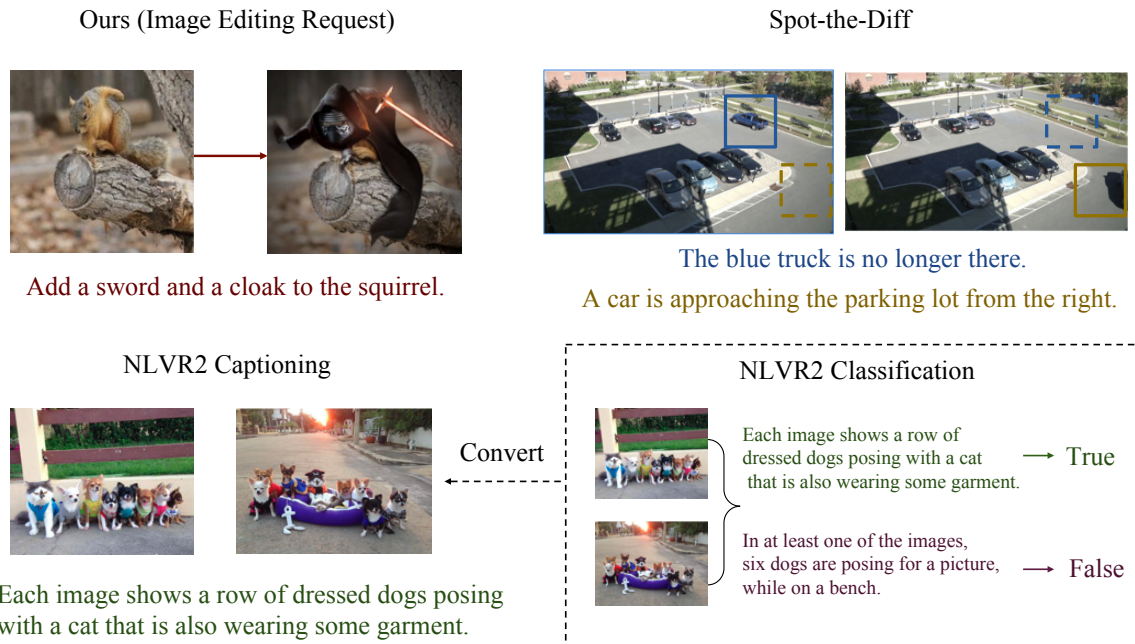 Ours (Image Editing Request)
Spot-the-Diff
Add a sword and a cloak to the squirrel.
The blue truck is no longer there.
A car is approaching the parking lot from the right.
NLVR2 Captioning
Each image shows a row of dressed dogs posing
with a cat that is also wearing some garment.
Convert
NLVR2 Classification
Each image shows a row of
dressed dogs posing with a cat
that is also wearing some garment.
True
In at least one of the images,
six dogs are posing for a picture,
while on a bench.
False